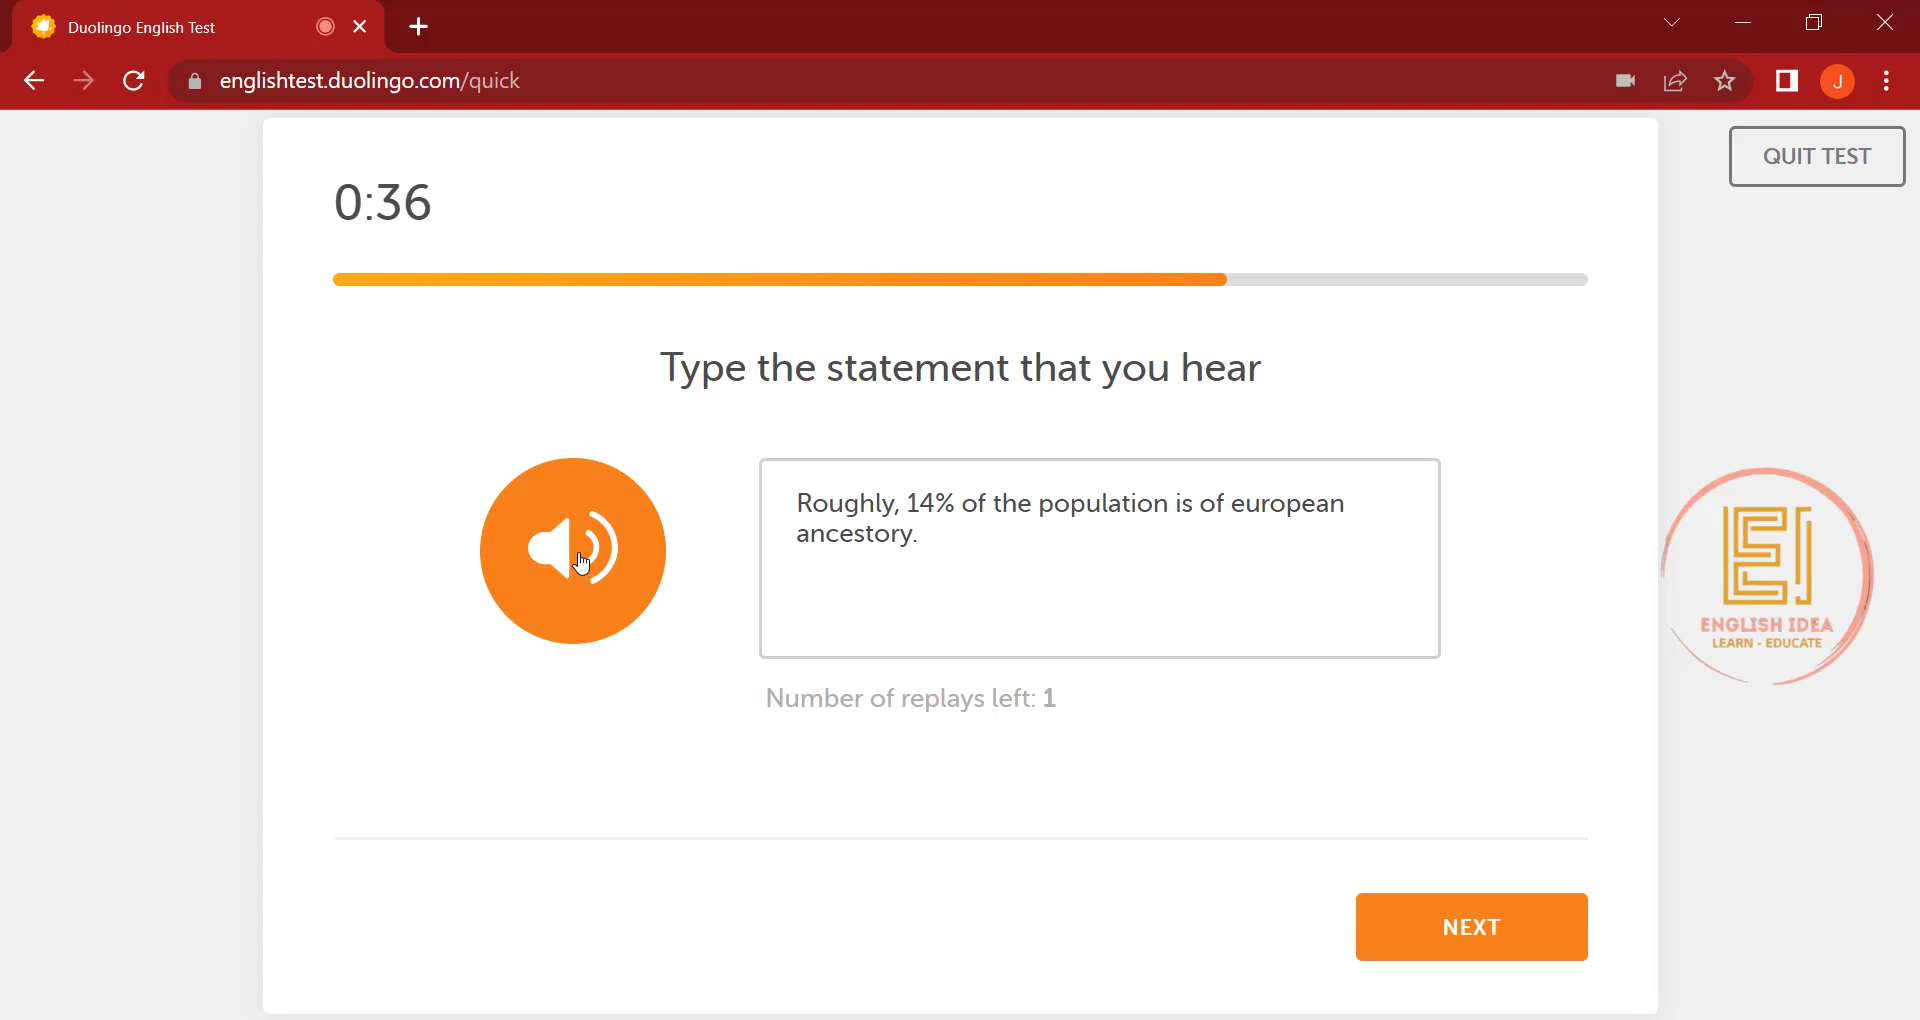 Duolingo English Test
englishtest.duolingo.com/quick
J
QUIT TEST
0:36
Type the statement that you hear
Roughly, 14% of the population is of european
ancestory.
Number of replays left: 1
EI
ENGLISH IDEA
LEARN - EDUCATE
NEXT